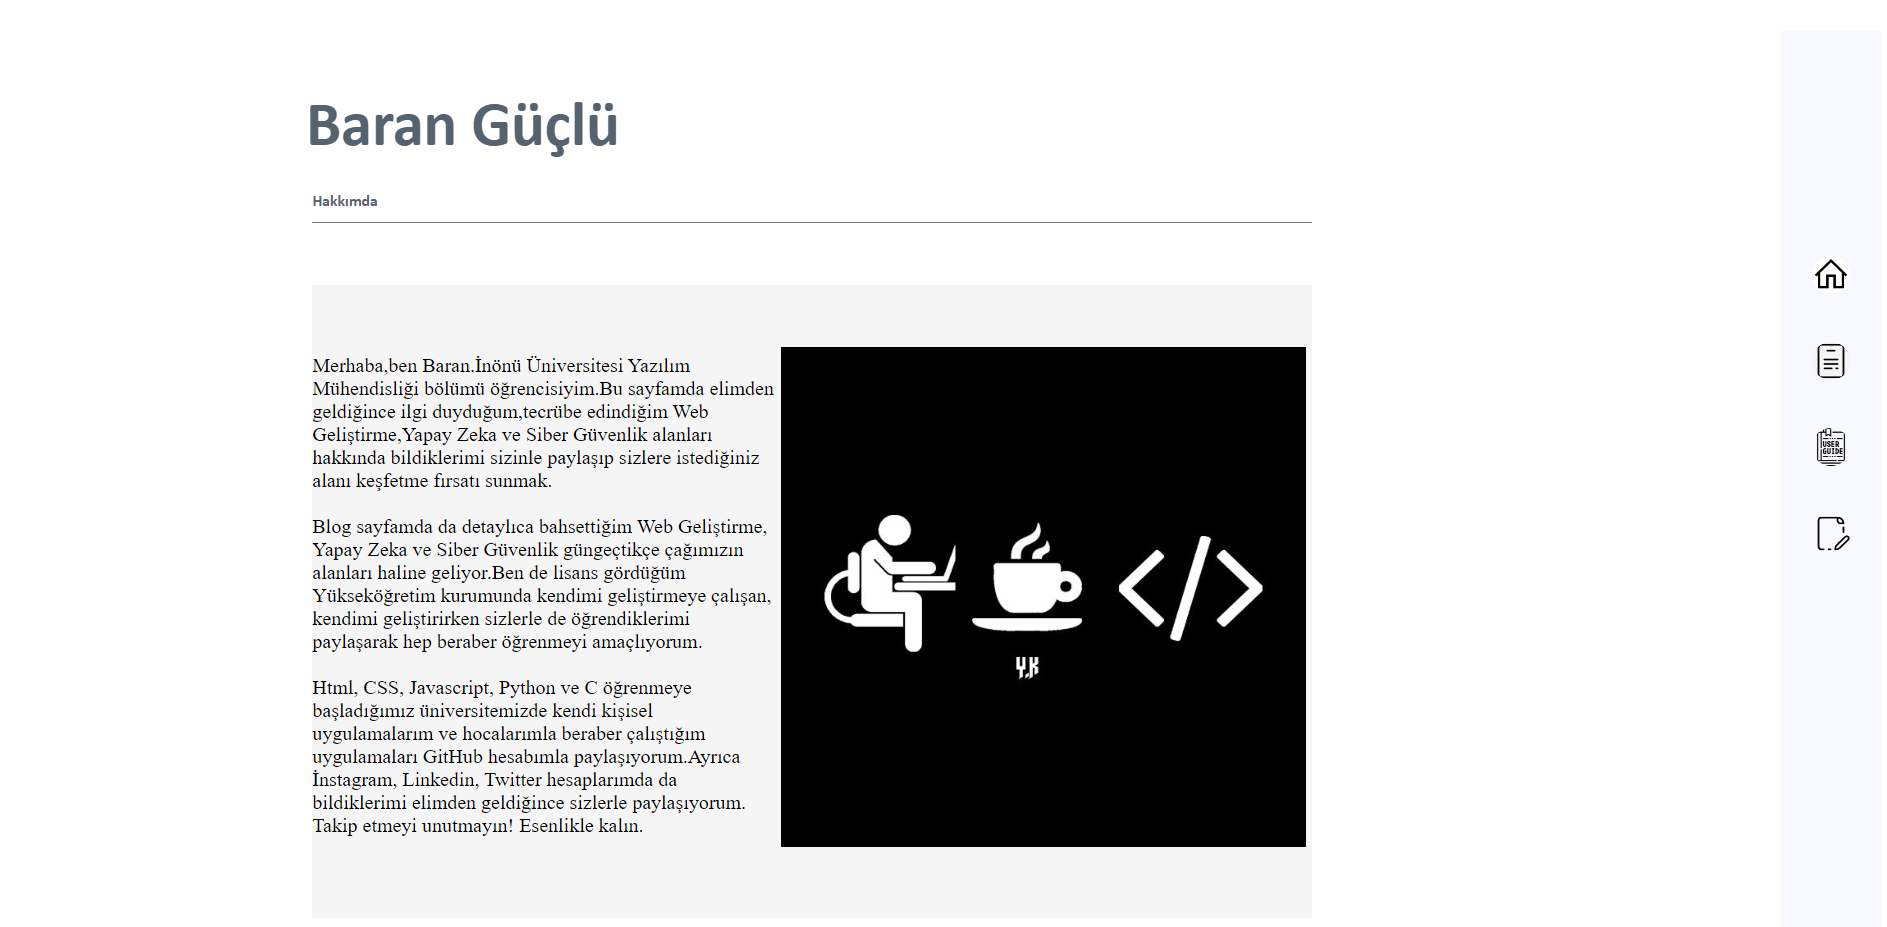 Baran Güçlü
Hakkımda
Merhaba,ben Baran.İnönü Üniversitesi Yazılım
Mühendisliği bölümü öğrencisiyim.Bu sayfamda elimden
geldiğince ilgi duyduğum,tecrübe edindiğim Web
Geliştirme,Yapay Zeka ve Siber Güvenlik alanları
hakkında bildiklerimi sizinle paylaşıp sizlere istediğiniz
alanı keşfetme fırsatı sunmak.
Blog sayfamda da detaylıca bahsettiğim Web Geliştirme,
Yapay Zeka ve Siber Güvenlik güngeçtikçe çağımızın
alanları haline geliyor.Ben de lisans gördüğüm
Yükseköğretim kurumunda kendimi geliştirmeye çalışan,
kendimi geliştirirken sizlerle de öğrendiklerimi
paylaşarak hep beraber öğrenmeyi amaçlıyorum.
Html, CSS, Javascript, Python ve C öğrenmeye
başladığımız üniversitemizde kendi kişisel
uygulamalarım ve hocalarımla beraber çalıştığım
uygulamaları GitHub hesabımla paylaşıyorum.Ayrıca
İnstagram, Linkedin, Twitter hesaplarımda da
bildiklerimi elimden geldiğince sizlerle paylaşıyorum.
Takip etmeyi unutmayın! Esenlikle kalın.
</>
Y.K
USER
GUIDE